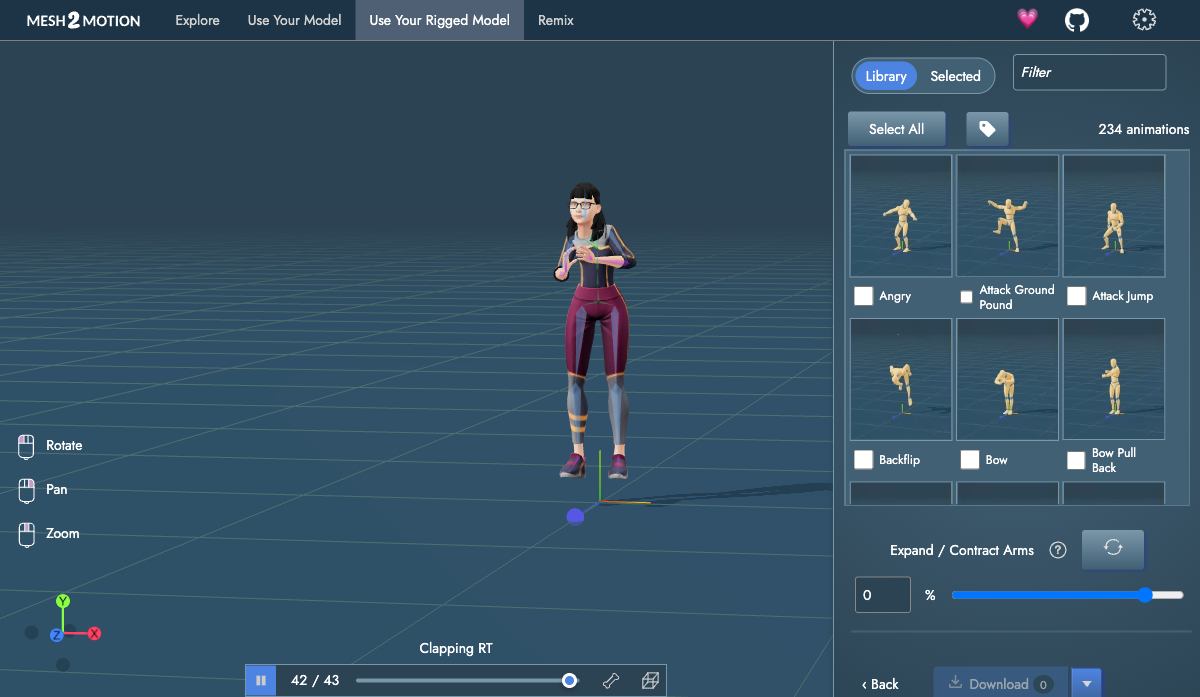 MESH2MOTION
Explore
Use Your Model
Use Your Rigged Model
Remix
Library
Selected
Filter
Select All
234 animations
Angry
Attack Ground
Pound
Attack Jump
Backflip
Bow
Bow Pull
Back
Rotate
Pan
Zoom
Y
Z
X
Clapping RT
42 / 43
Expand / Contract Arms
?
0
%
‹ Back
Download 0